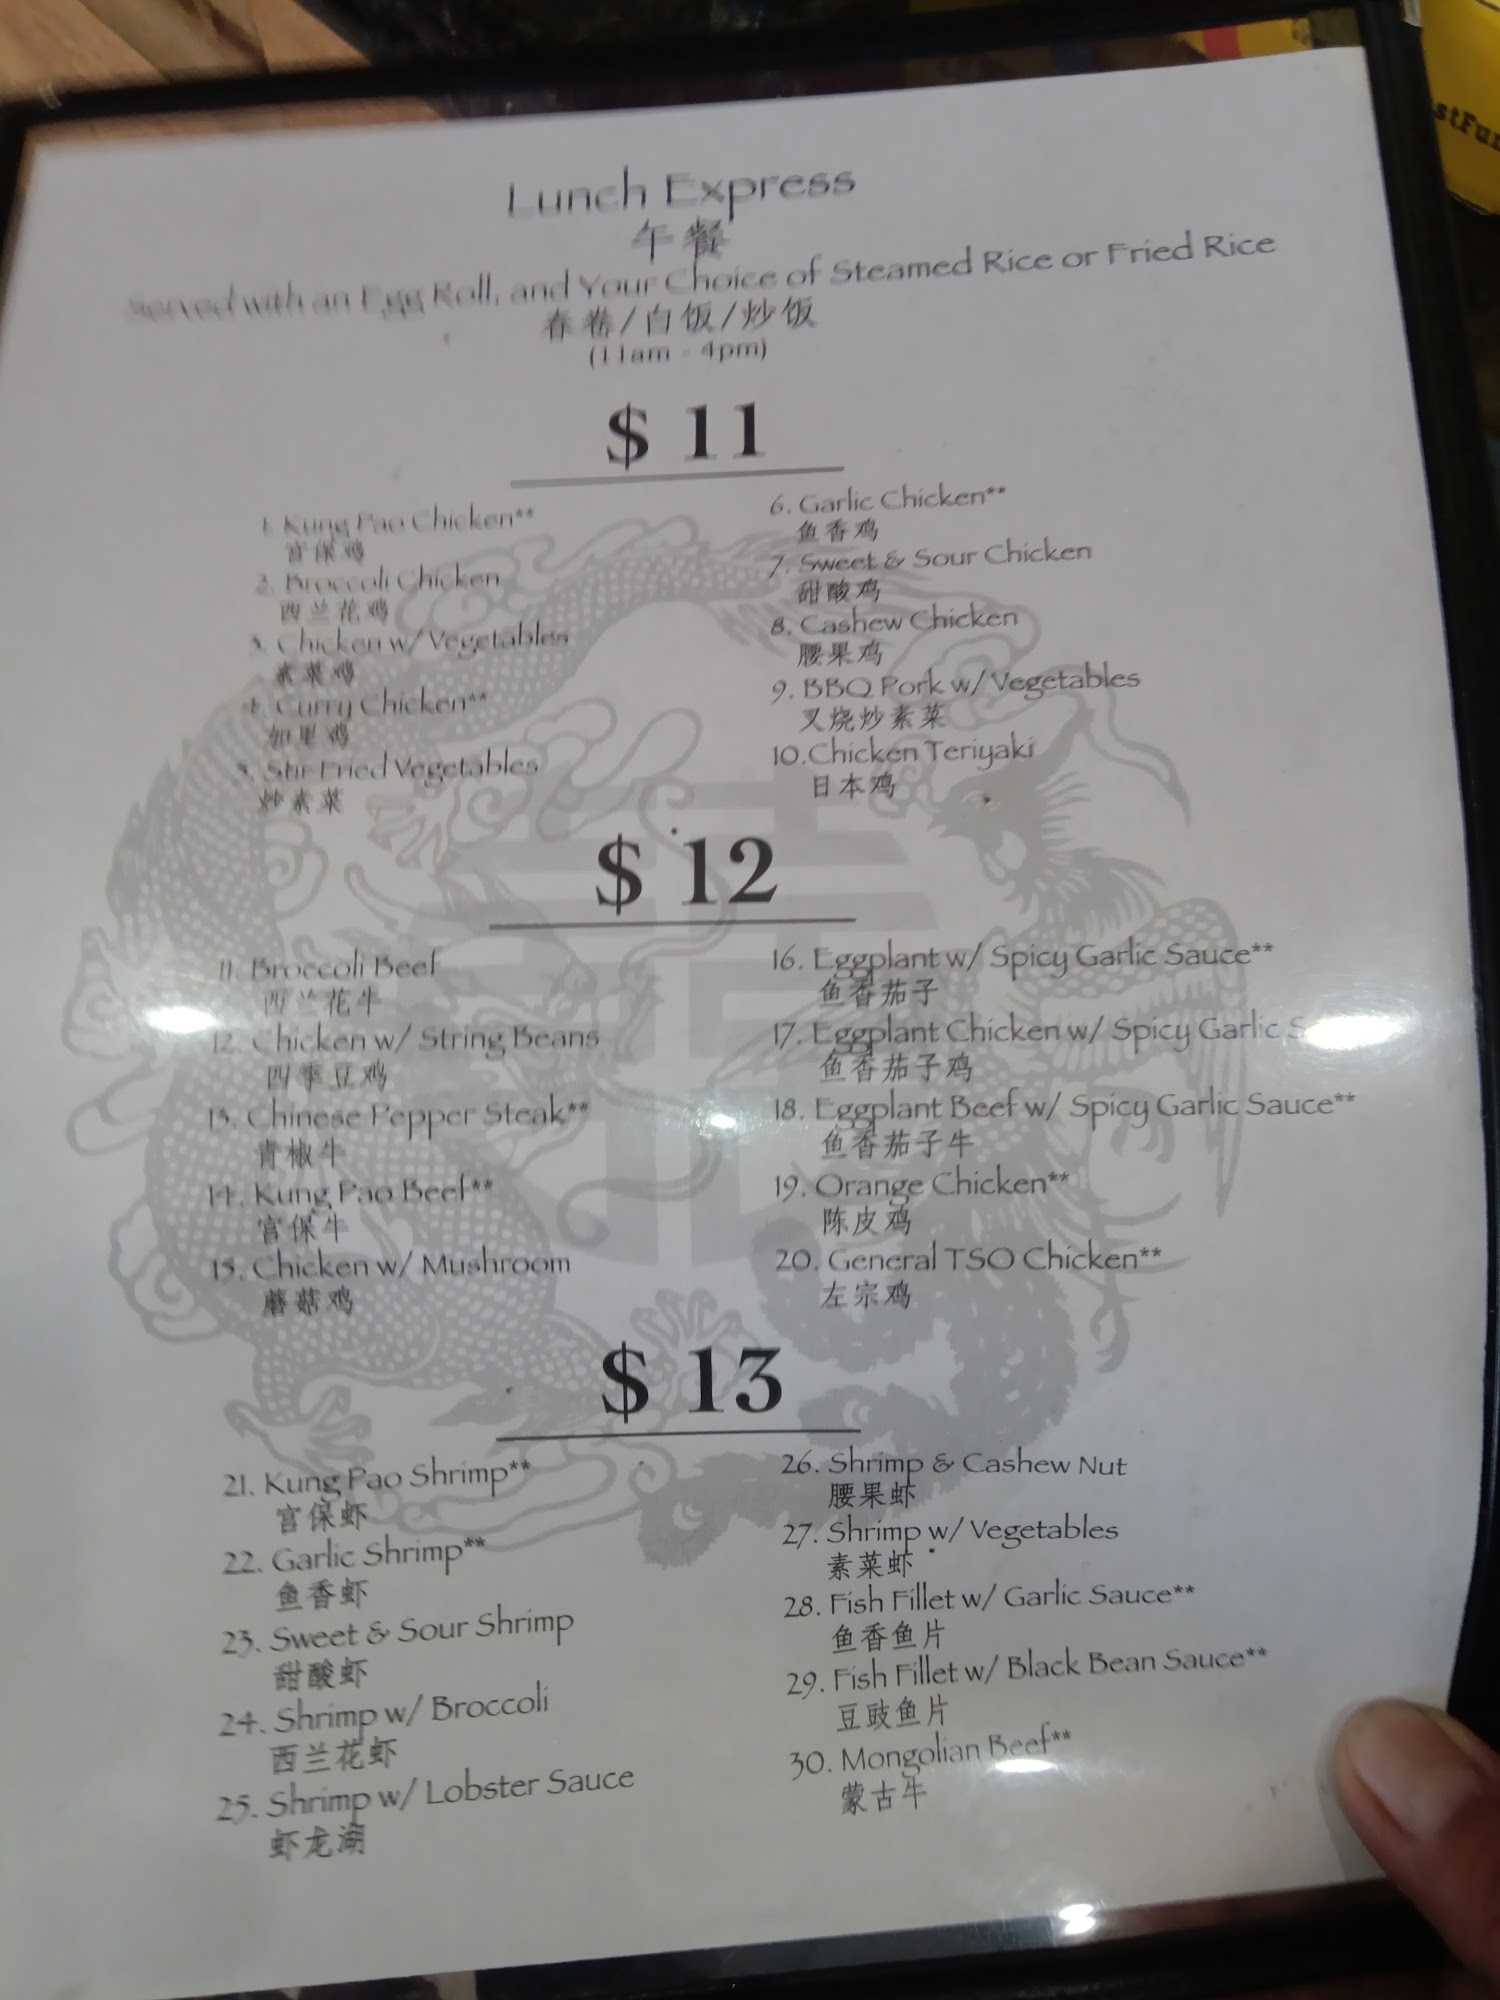 Lunch Express
午餐
Served with an Egg Roll, and Your Choice of Steamed Rice or Fried Rice
春卷/白饭/炒饭
(11am - 4pm)
$ 11
1. Kung Pao Chicken**
宫保鸡
2. Broccoli Chicken
西兰花鸡
3. Chicken w/ Vegetables
素菜鸡
4. Curry Chicken**
如里鸡
5. Stir Fried Vegetables
炒素菜
6. Garlic Chicken**
鱼香鸡
7. Sweet & Sour Chicken
甜酸鸡
8. Cashew Chicken
腰果鸡
9. BBQ Pork w/ Vegetables
叉烧炒素菜
10. Chicken Teriyaki
日本鸡
$ 12
11. Broccoli Beef
西兰花牛
12. Chicken w/ String Beans
四季豆鸡
13. Chinese Pepper Steak**
青椒牛
14. Kung Pao Beef**
宫保牛
15. Chicken w/ Mushroom
蘑菇鸡
16. Eggplant w/ Spicy Garlic Sauce**
鱼香茄子
17. Eggplant Chicken w/ Spicy Garlic
鱼香茄子鸡
18. Eggplant Beef w/ Spicy Garlic Sauce**
鱼香茄子牛
19. Orange Chicken**
陈皮鸡
20. General TSO Chicken**
左宗鸡
$ 13
21. Kung Pao Shrimp**
宫保虾
22. Garlic Shrimp**
鱼香虾
23. Sweet & Sour Shrimp
甜酸虾
24. Shrimp w/ Broccoli
西兰花虾
25. Shrimp w/ Lobster Sauce
虾龙湖
26. Shrimp & Cashew Nut
腰果虾
27. Shrimp w/ Vegetables
素菜虾
28. Fish Fillet w/ Garlic Sauce**
鱼香鱼片
29. Fish Fillet w/ Black Bean Sauce**
豆豉鱼片
30. Mongolian Beef**
蒙古牛